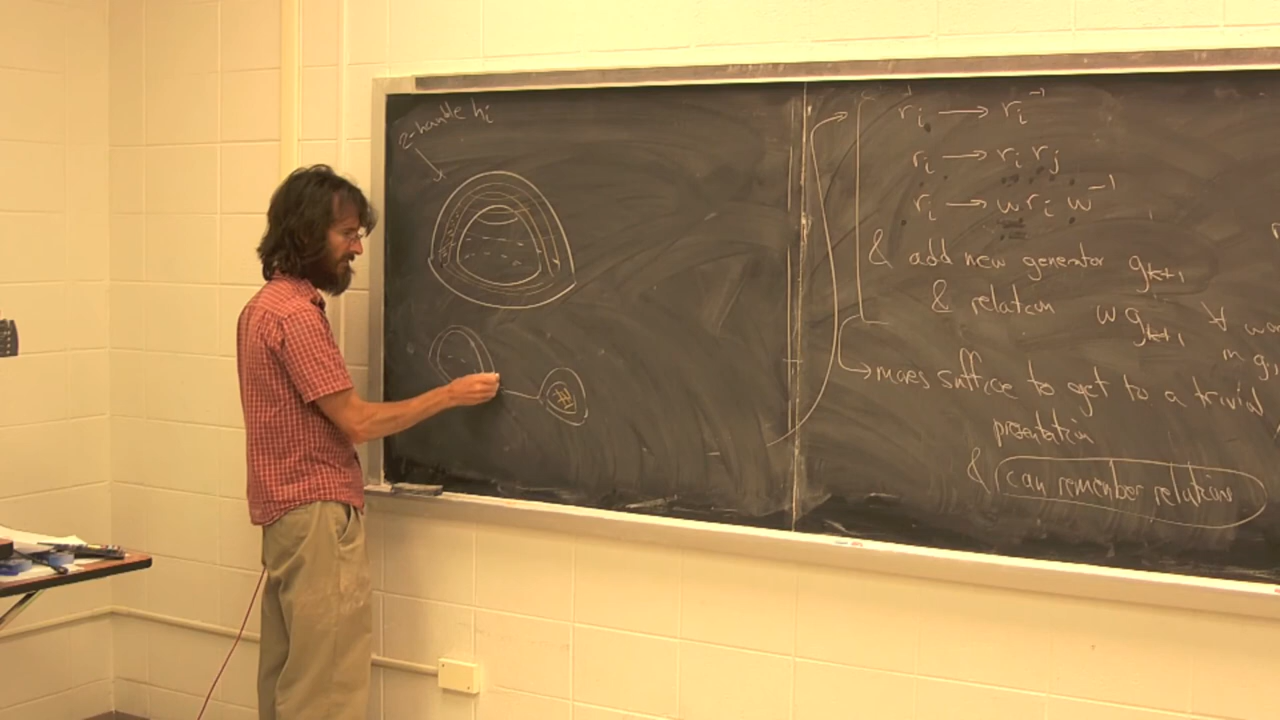 2-handle hᵢ
rᵢ → rᵢ⁻¹
rᵢ → rᵢ rⱼ
rᵢ → w rᵢ w⁻¹
& add new generator gₖ₊₁
& relation w gₖ₊₁ ∀
in g
moves suffice to get to a trivial
presentation
& can remember relation